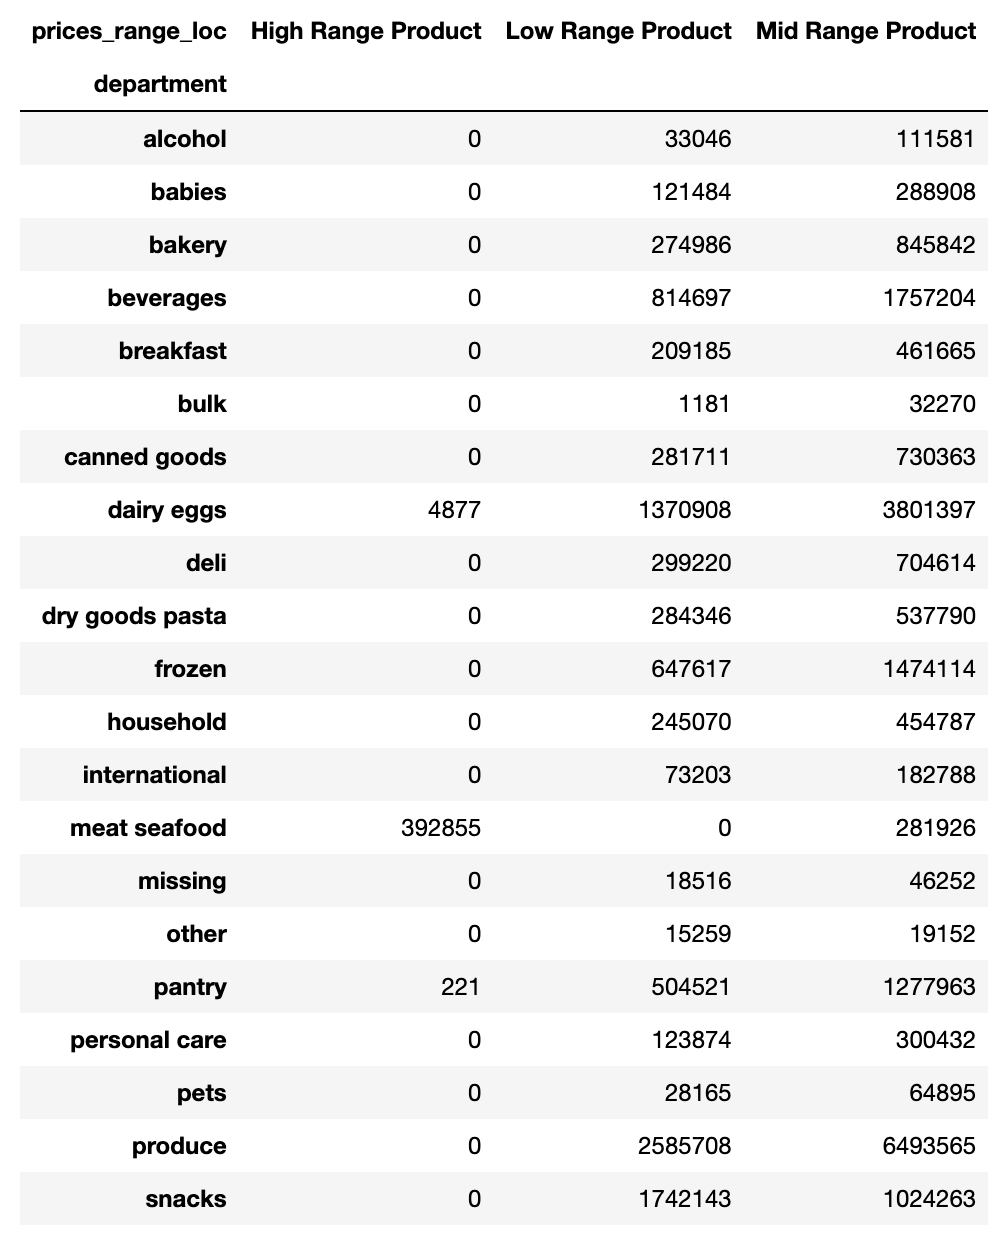 prices_range_loc High Range Product Low Range Product Mid Range Product
department
alcohol 0 33046 111581
babies 0 121484 288908
bakery 0 274986 845842
beverages 0 814697 1757204
breakfast 0 209185 461665
bulk 0 1181 32270
canned goods 0 281711 730363
dairy eggs 4877 1370908 3801397
deli 0 299220 704614
dry goods pasta 0 284346 537790
frozen 0 647617 1474114
household 0 245070 454787
international 0 73203 182788
meat seafood 392855 0 281926
missing 0 18516 46252
other 0 15259 19152
pantry 221 504521 1277963
personal care 0 123874 300432
pets 0 28165 64895
produce 0 2585708 6493565
snacks 0 1742143 1024263